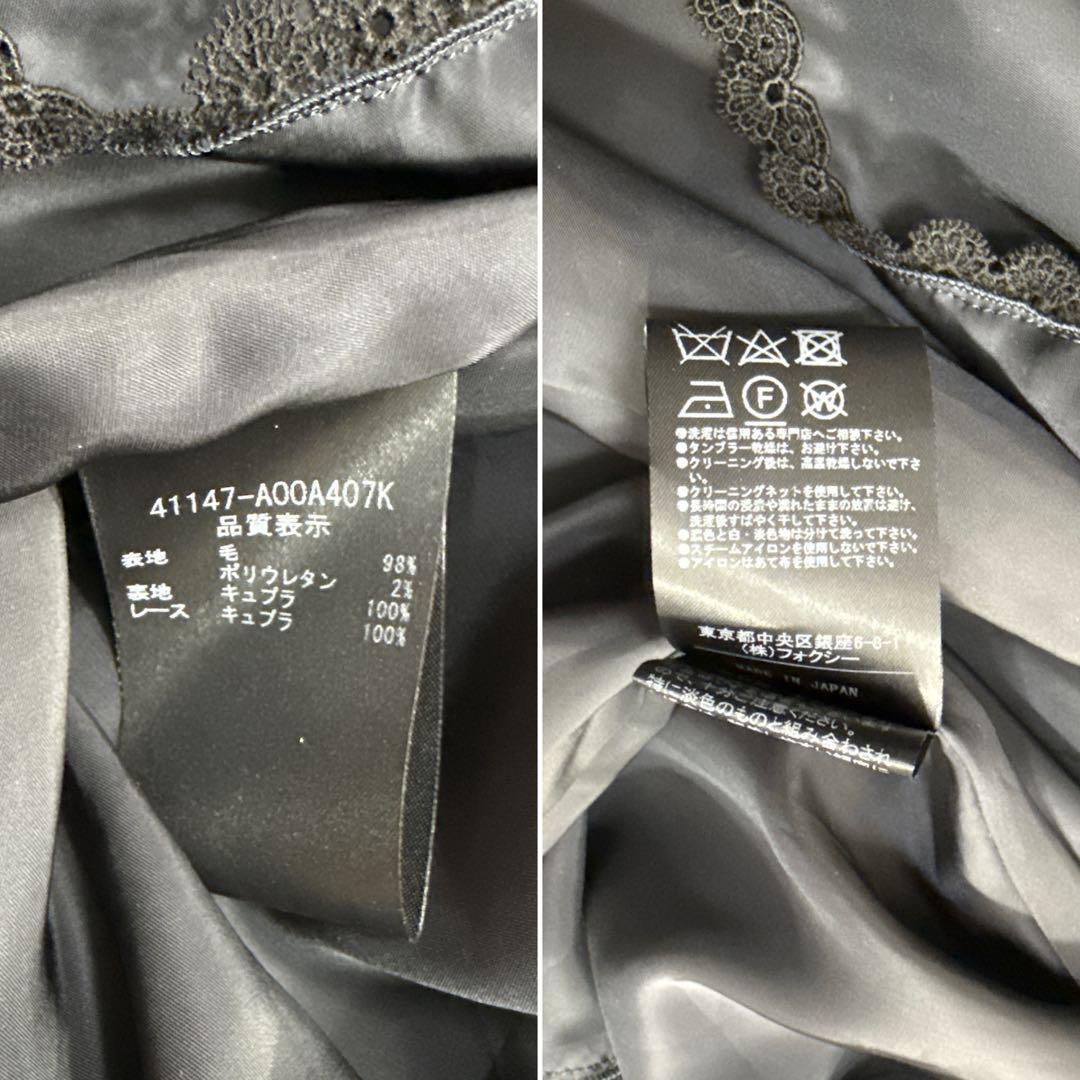 41147-A00A407K
品質表示
表地 毛 98%
ポリウレタン 2%
裏地 キュプラ 100%
レース キュプラ 100%
F
W
●洗濯は信用ある専門店へご相談下さい。
●タンブラー乾燥は、お避け下さい。
●クリーニング後は、高温乾燥しないで下さ
い。
●クリーニングネットを使用して下さい。
●長時間の浸漬や濡れたままの放置は避け、
洗濯後すばやく干して下さい。
●濃色と白・淡色物は分けて洗って下さい。
●スチームアイロンを使用しないで下さい。
●アイロンはあて布を使用して下さい。
東京都中央区銀座6-8-1
(株)フォクシー
MADE IN JAPAN
ください。
特に淡色のものと組み合わされ